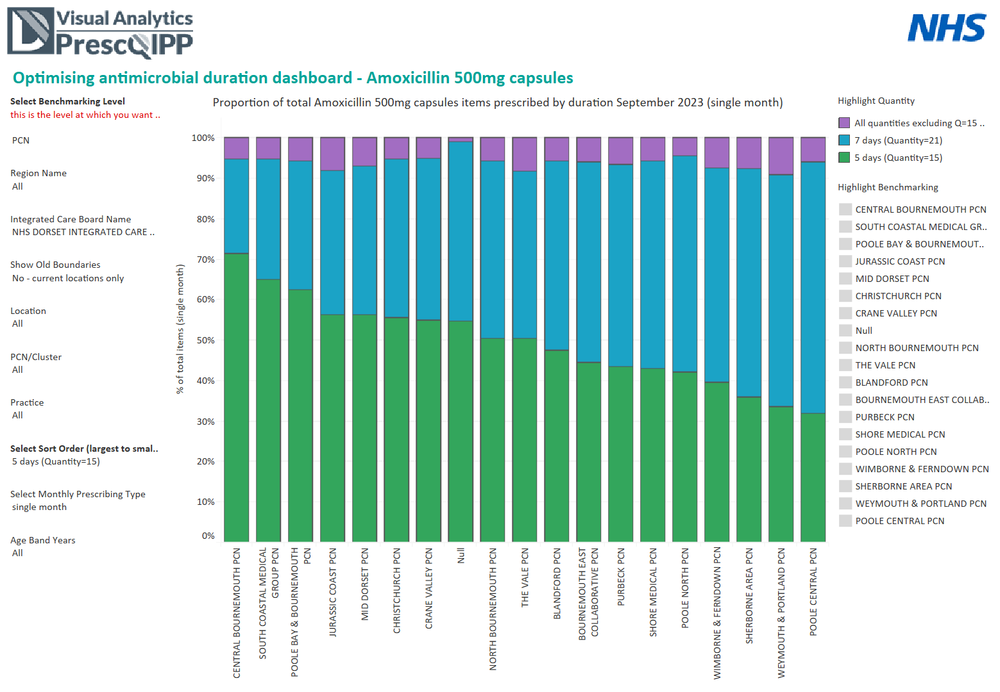 Visual Analytics
PrescQIPP
NHS
Optimising antimicrobial duration dashboard - Amoxicillin 500mg capsules
Select Benchmarking Level
this is the level at which you want ..
PCN
Region Name
All
Integrated Care Board Name
NHS DORSET INTEGRATED CARE ..
Show Old Boundaries
No - current locations only
Location
All
PCN/Cluster
All
Practice
All
Select Sort Order (largest to smal..
5 days (Quantity=15)
Select Monthly Prescribing Type
single month
Age Band Years
All
Proportion of total Amoxicillin 500mg capsules items prescribed by duration September 2023 (single month)
% of total items (single month)
100%
90%
80%
70%
60%
50%
40%
30%
20%
10%
0%
CENTRAL BOURNEMOUTH PCN
SOUTH COASTAL MEDICAL
GROUP PCN
POOLE BAY & BOURNEMOUTH
PCN
JURASSIC COAST PCN
MID DORSET PCN
CHRISTCHURCH PCN
CRANE VALLEY PCN
Null
NORTH BOURNEMOUTH PCN
THE VALE PCN
BLANDFORD PCN
BOURNEMOUTH EAST
COLLABORATIVE PCN
PURBECK PCN
SHORE MEDICAL PCN
POOLE NORTH PCN
WIMBORNE & FERNDOWN PCN
SHERBORNE AREA PCN
WEYMOUTH & PORTLAND PCN
POOLE CENTRAL PCN
Highlight Quantity
All quantities excluding Q=15 ..
7 days (Quantity=21)
5 days (Quantity=15)
Highlight Benchmarking
CENTRAL BOURNEMOUTH PCN
SOUTH COASTAL MEDICAL GR..
POOLE BAY & BOURNEMOUT..
JURASSIC COAST PCN
MID DORSET PCN
CHRISTCHURCH PCN
CRANE VALLEY PCN
Null
NORTH BOURNEMOUTH PCN
THE VALE PCN
BLANDFORD PCN
BOURNEMOUTH EAST COLLAB..
PURBECK PCN
SHORE MEDICAL PCN
POOLE NORTH PCN
WIMBORNE & FERNDOWN PCN
SHERBORNE AREA PCN
WEYMOUTH & PORTLAND PCN
POOLE CENTRAL PCN